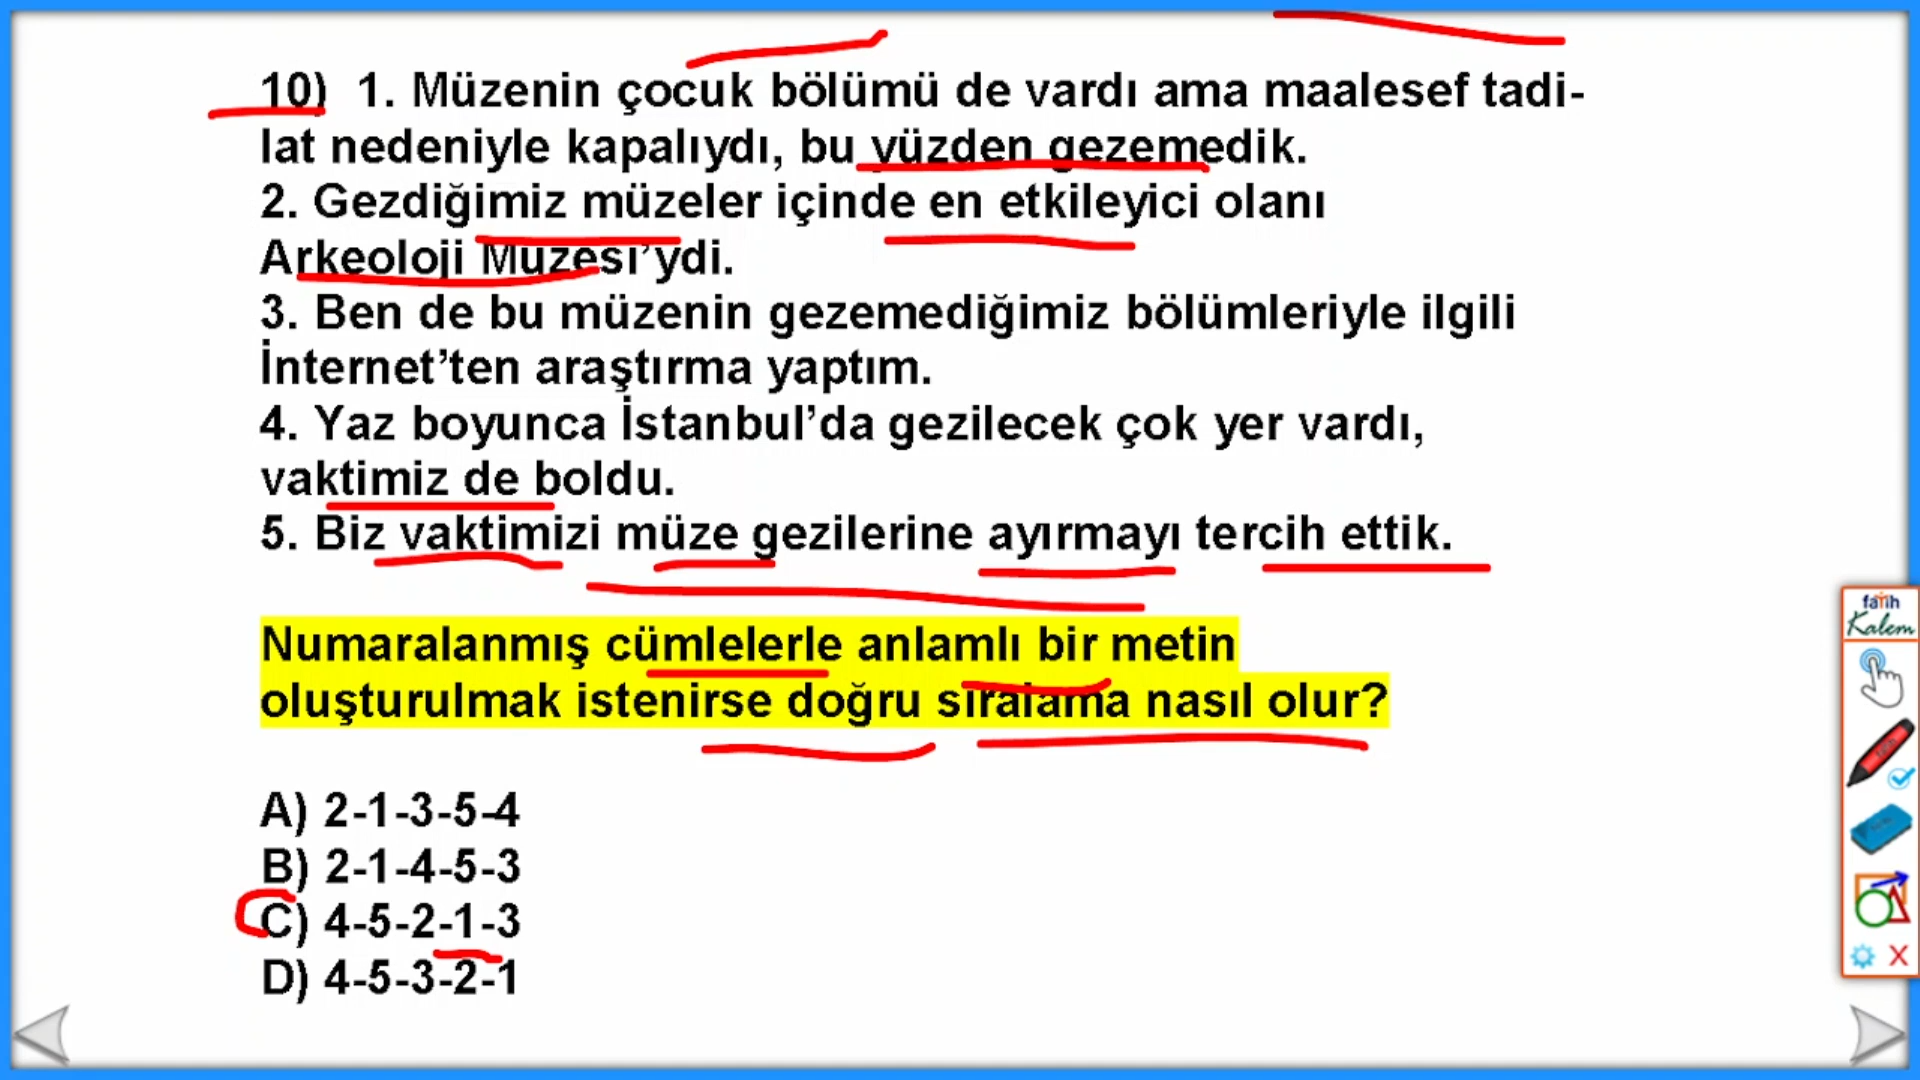 10) 1. Müzenin çocuk bölümü de vardı ama maalesef tadi-
lat nedeniyle kapalıydı, bu yüzden gezemedik.
2. Gezdiğimiz müzeler içinde en etkileyici olanı
Arkeoloji Müzesi’ydi.
3. Ben de bu müzenin gezemediğimiz bölümleriyle ilgili
İnternet’ten araştırma yaptım.
4. Yaz boyunca İstanbul’da gezilecek çok yer vardı,
vaktimiz de boldu.
5. Biz vaktimizi müze gezilerine ayırmayı tercih ettik.
Numaralanmış cümlelerle anlamlı bir metin
oluşturulmak istenirse doğru sıralama nasıl olur?
A) 2-1-3-5-4
B) 2-1-4-5-3
C) 4-5-2-1-3
D) 4-5-3-2-1
fatih
Kalem